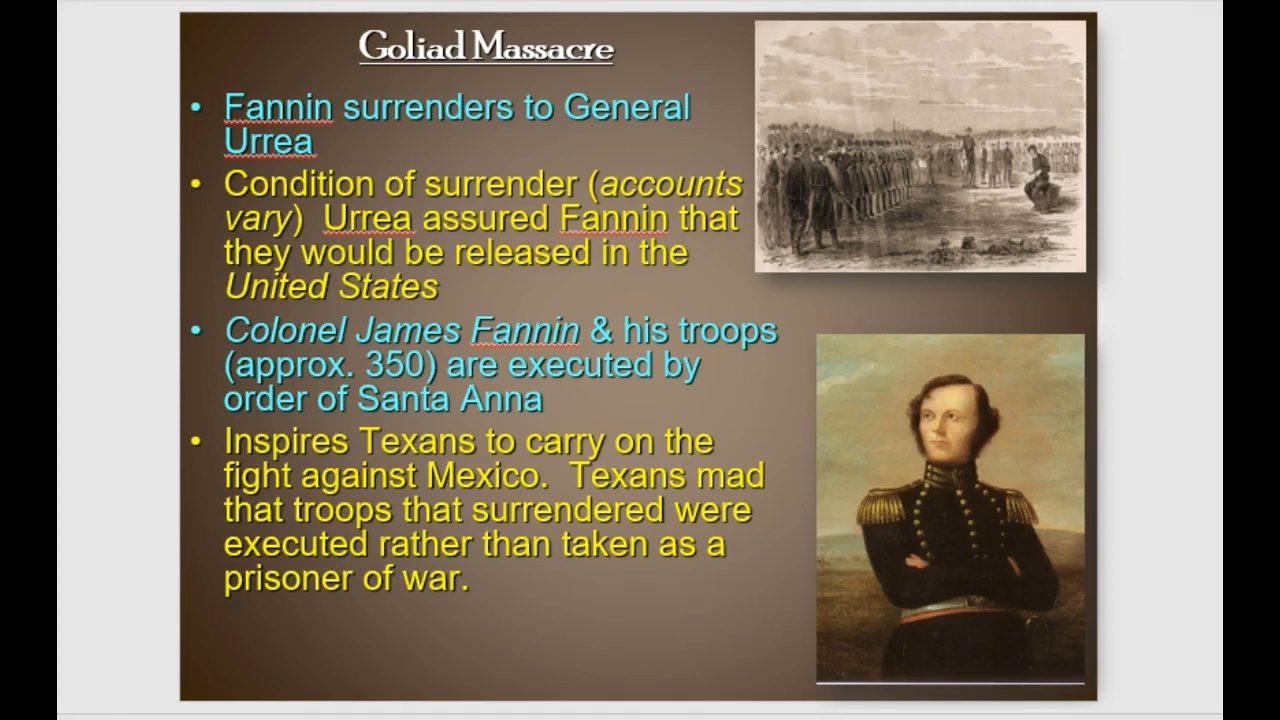 Goliad Massacre
• Fannin surrenders to General
Urrea
• Condition of surrender (accounts
vary)  Urrea assured Fannin that
they would be released in the
United States
• Colonel James Fannin & his troops
(approx. 350) are executed by
order of Santa Anna
• Inspires Texans to carry on the
fight against Mexico.  Texans mad
that troops that surrendered were
executed rather than taken as a
prisoner of war.